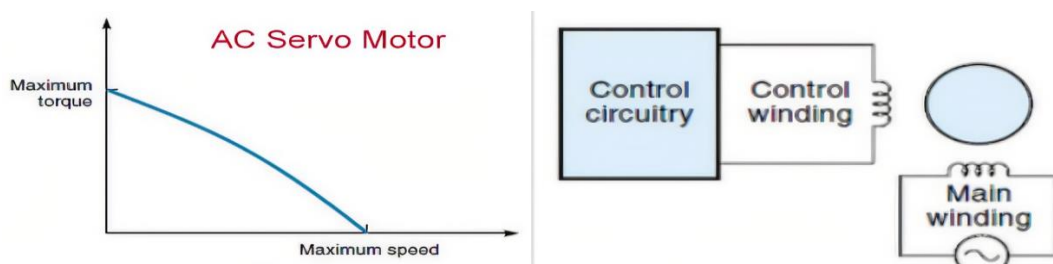 AC Servo Motor
Maximum
torque
Maximum speed
Control
circuitry
Control
winding
Main
winding